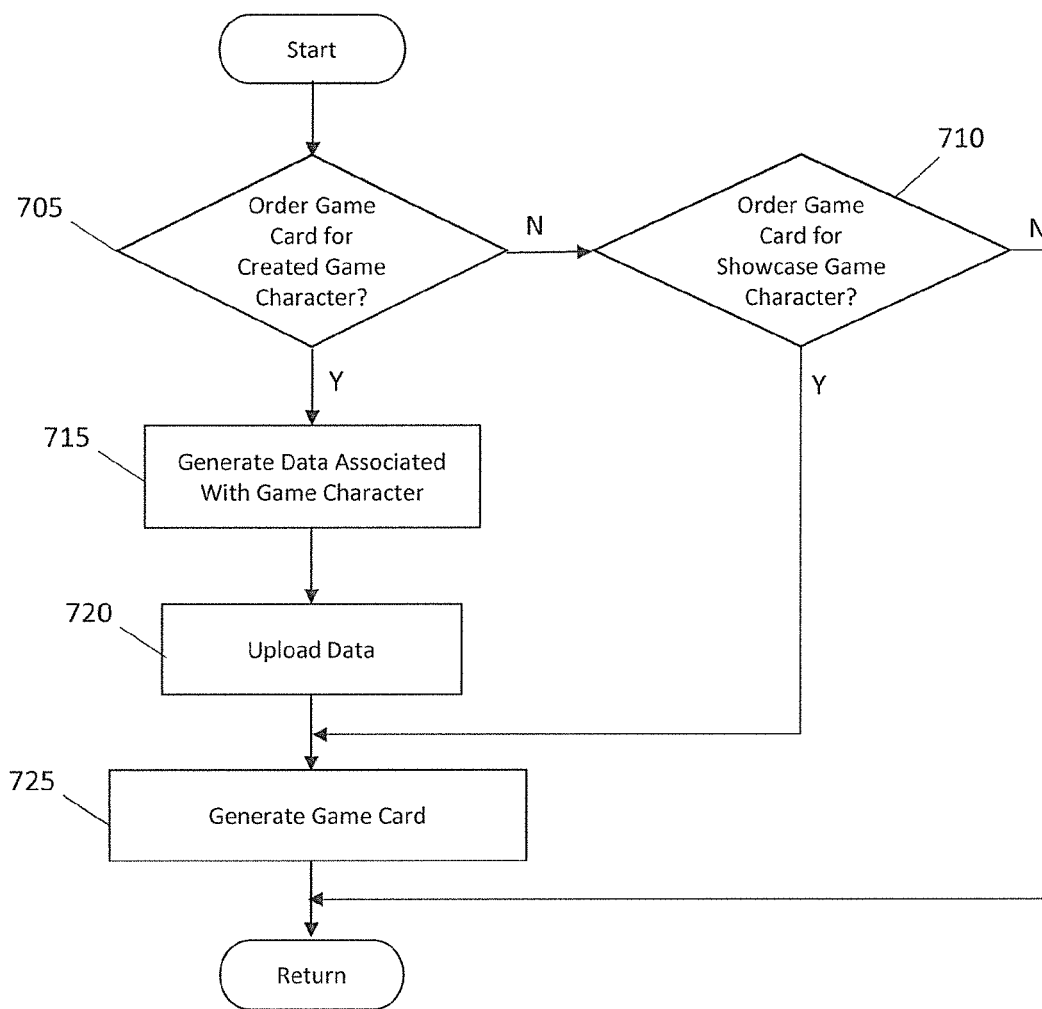 Start
710
705
Order Game
Card for
Created Game
Character?
N
Order Game
Card for
Showcase Game
Character?
N
Y
Y
715
Generate Data Associated
With Game Character
720
Upload Data
725
Generate Game Card
Return